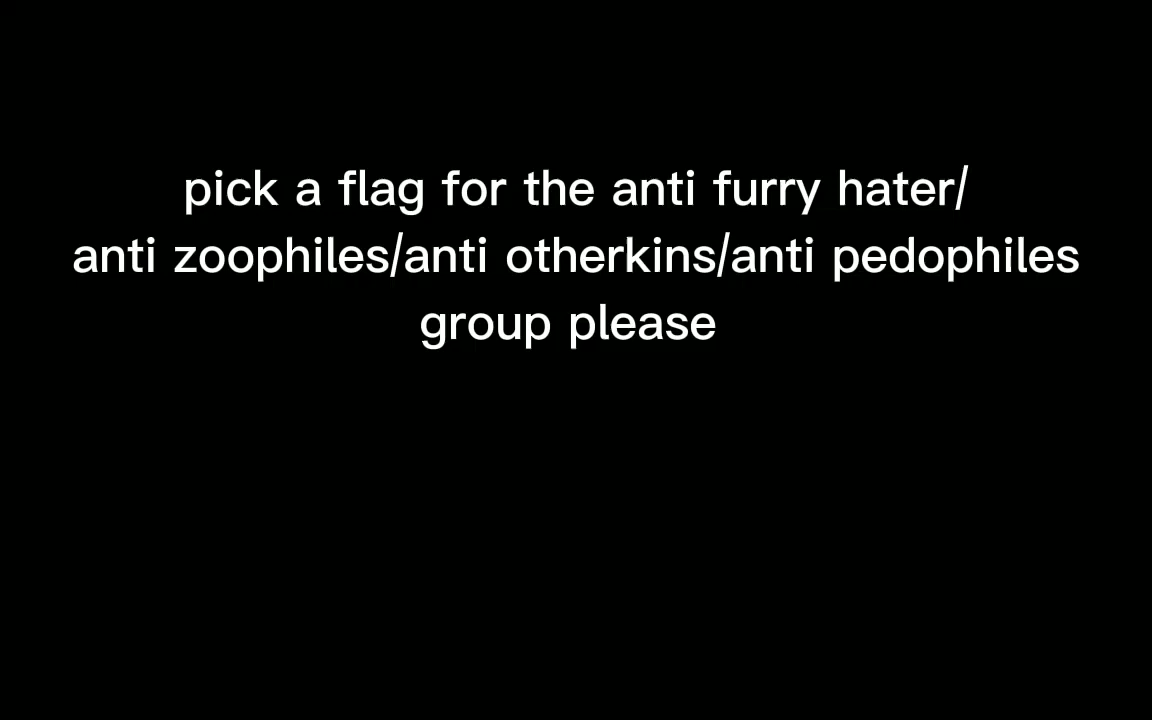 pick a flag for the anti furry hater/
anti zoophiles/anti otherkins/anti pedophiles
group please